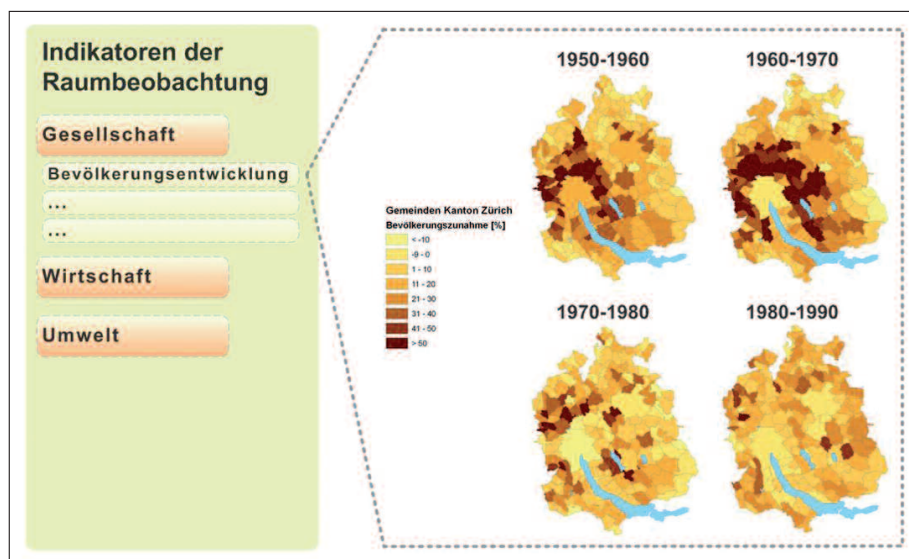 Indikatoren der
Raumbeobachtung
Gesellschaft
Bevölkerungsentwicklung
...
...
Wirtschaft
Umwelt
Gemeinden Kanton Zürich
Bevölkerungszunahme [%]
< -10
-9 - 0
1 - 10
11 - 20
21 - 30
31 - 40
41 - 50
> 50
1950-1960
1960-1970
1970-1980
1980-1990